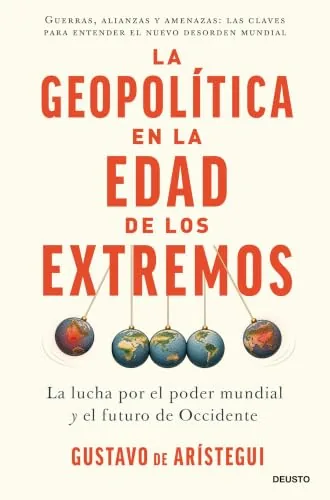 GUERRAS, ALIANZAS Y AMENAZAS: LAS CLAVES
PARA ENTENDER EL NUEVO DESORDEN MUNDIAL
LA
GEOPOLÍTICA
EN LA
EDAD
DE LOS
EXTREMOS
La lucha por el poder mundial
y el futuro de Occidente
GUSTAVO DE ARÍSTEGUI
DEUSTO